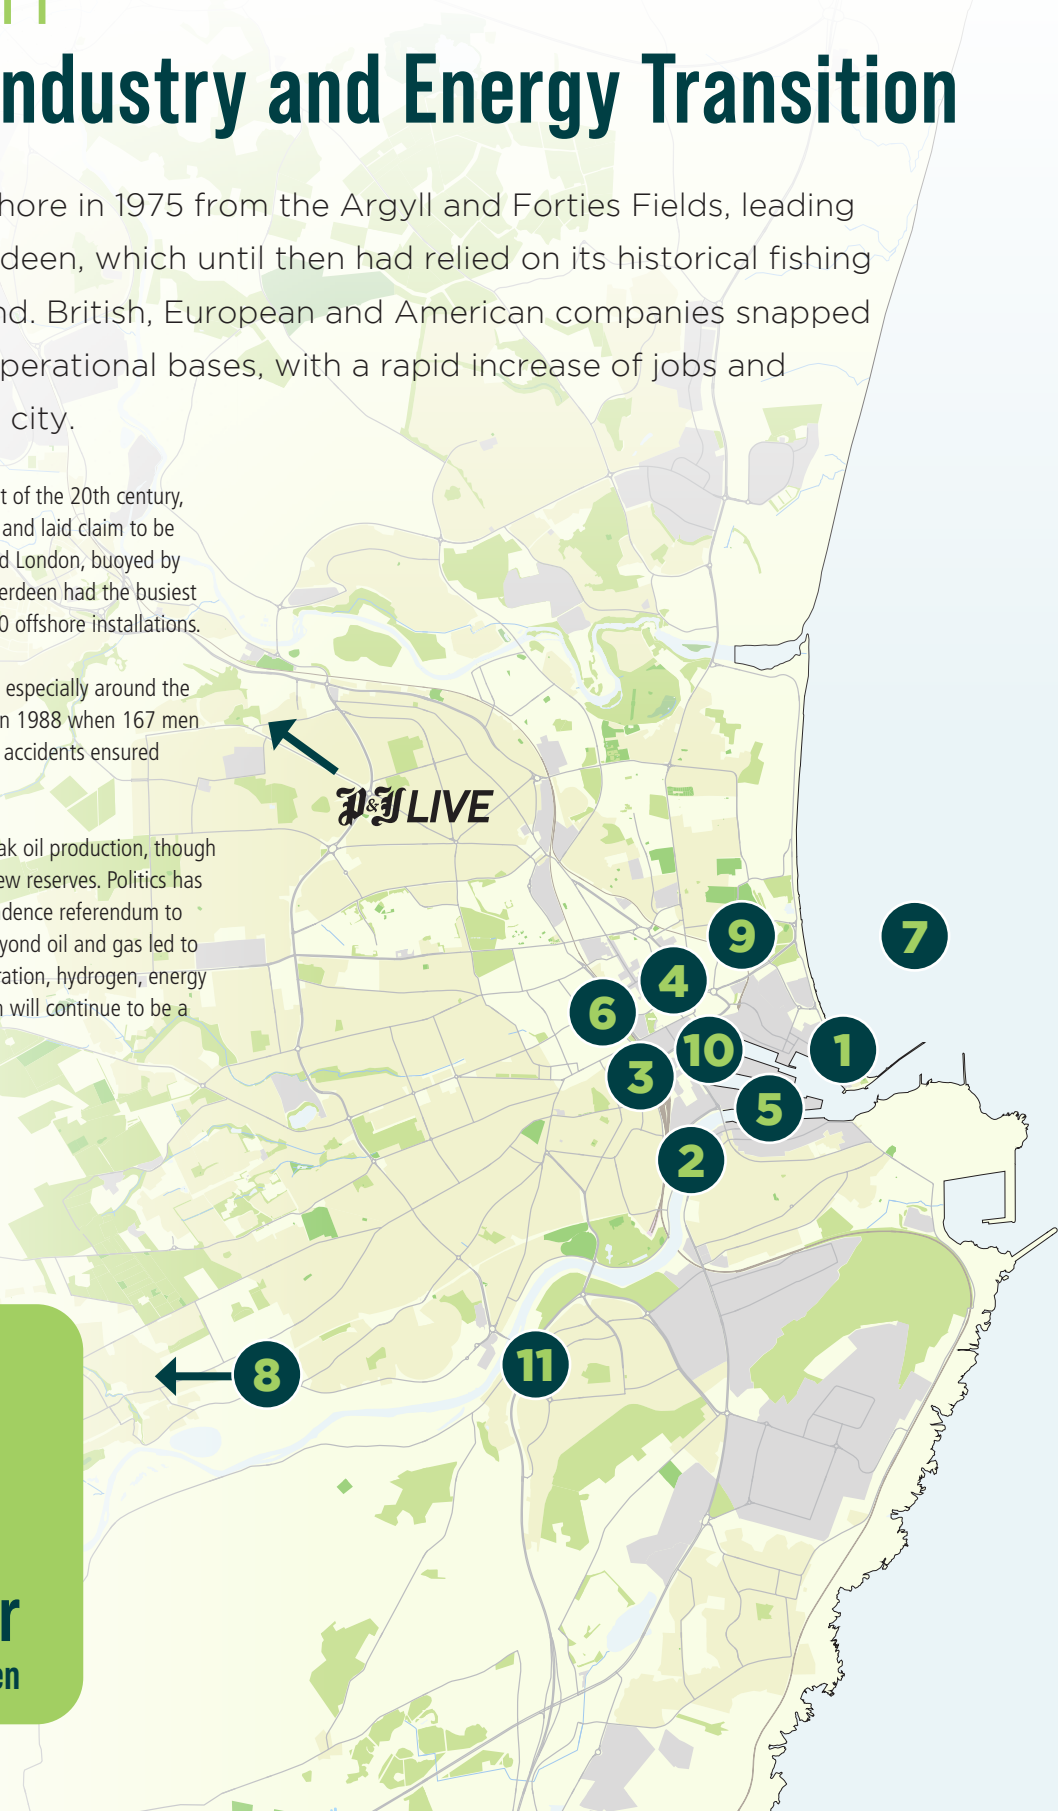 ndustry and Energy Transition
hore in 1975 from the Argyll and Forties Fields, leading
deen, which until then had relied on its historical fishing
nd. British, European and American companies snapped
perational bases, with a rapid increase of jobs and
city.
t of the 20th century,
and laid claim to be
d London, buoyed by
erdeen had the busiest
0 offshore installations.
especially around the
n 1988 when 167 men
accidents ensured
P&J LIVE
ak oil production, though
ew reserves. Politics has
dence referendum to
yond oil and gas led to
ration, hydrogen, energy
n will continue to be a
9
7
4
6
10
1
3
5
2
11
8
r
en